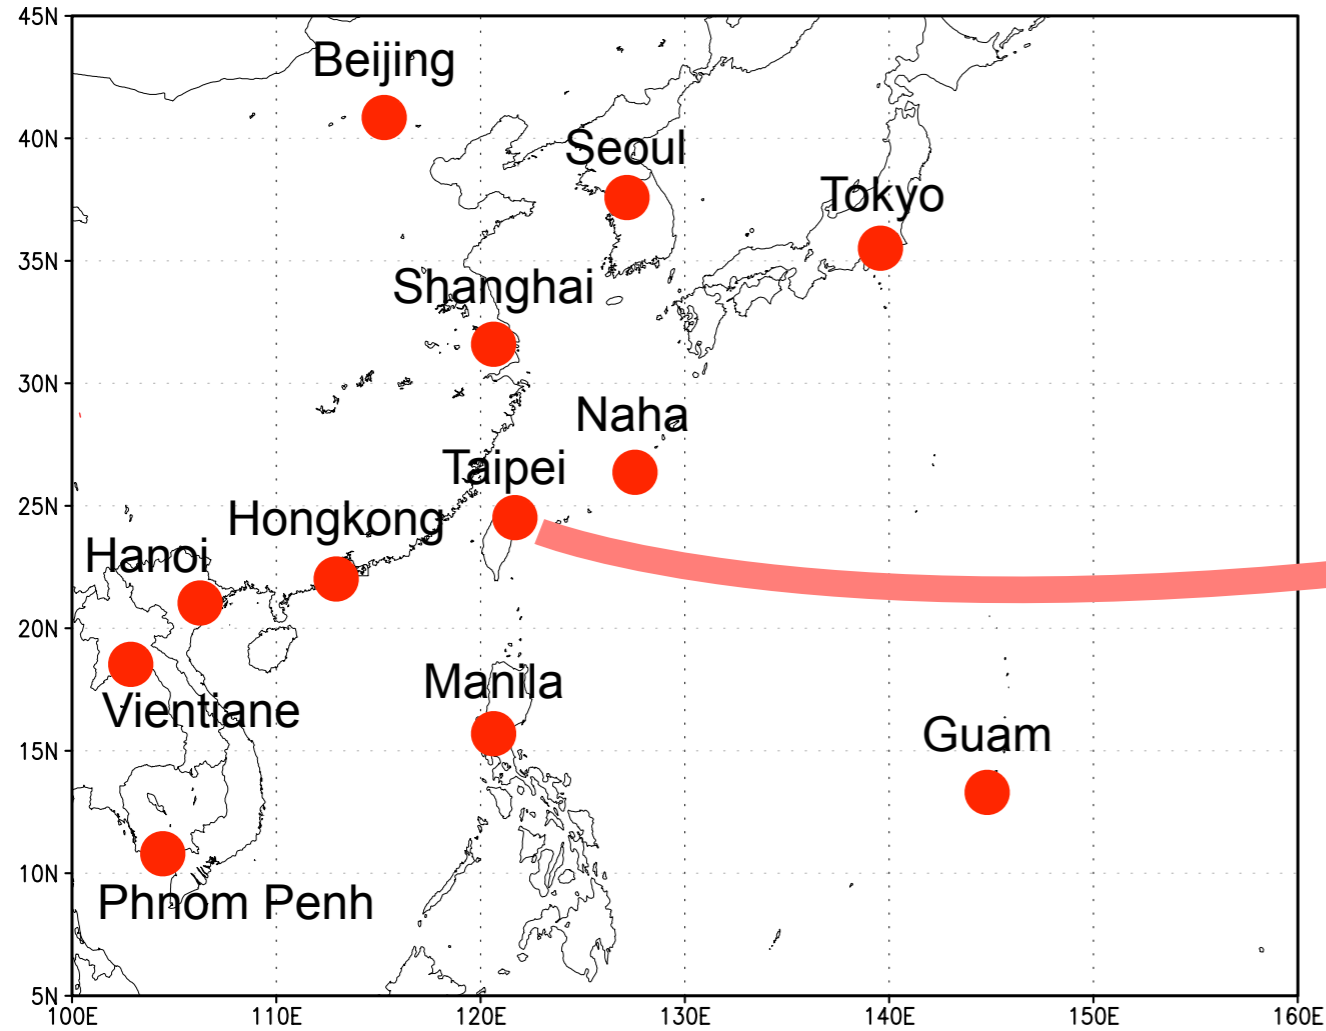 45N
Beijing
40N
Seoul
Tokyo
35N
Shanghai
30N
Naha
Taipei
25N
Hongkong
Hanoi
20N
Manila
Vientiane
Guam
15N
10N
Phnom Penh
5N
100E 110E 120E 130E 140E 150E 160E